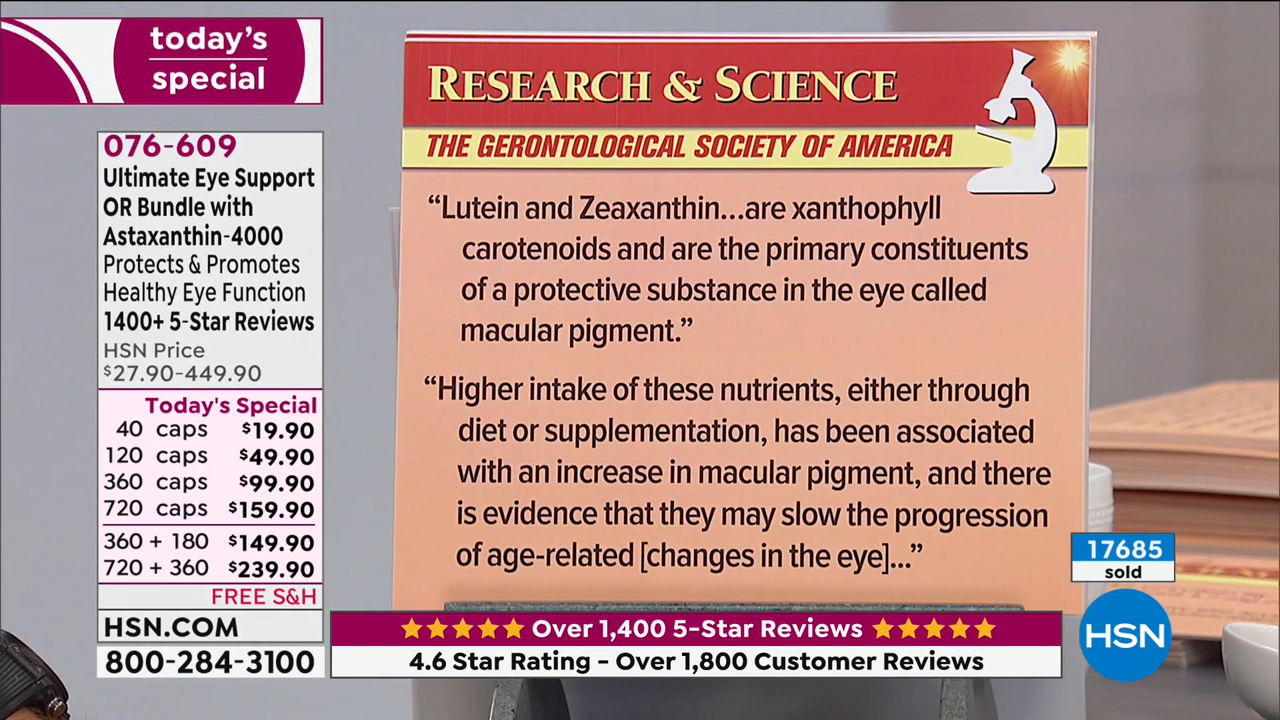 today's
special
076-609
Ultimate Eye Support
OR Bundle with
Astaxanthin-4000
Protects & Promotes
Healthy Eye Function
1400+ 5-Star Reviews
HSN Price
$27.90-449.90
Today's Special
40 caps $19.90
120 caps $49.90
360 caps $99.90
720 caps $159.90
360 + 180 $149.90
720 + 360 $239.90
FREE S&H
HSN.COM
800-284-3100
RESEARCH & SCIENCE
THE GERONTOLOGICAL SOCIETY OF AMERICA
“Lutein and Zeaxanthin...are xanthophyll
carotenoids and are the primary constituents
of a protective substance in the eye called
macular pigment.”
“Higher intake of these nutrients, either through
diet or supplementation, has been associated
with an increase in macular pigment, and there
is evidence that they may slow the progression
of age-related [changes in the eye]...”
17685
sold
HSN
★★★★★ Over 1,400 5-Star Reviews ★★★★★
4.6 Star Rating – Over 1,800 Customer Reviews